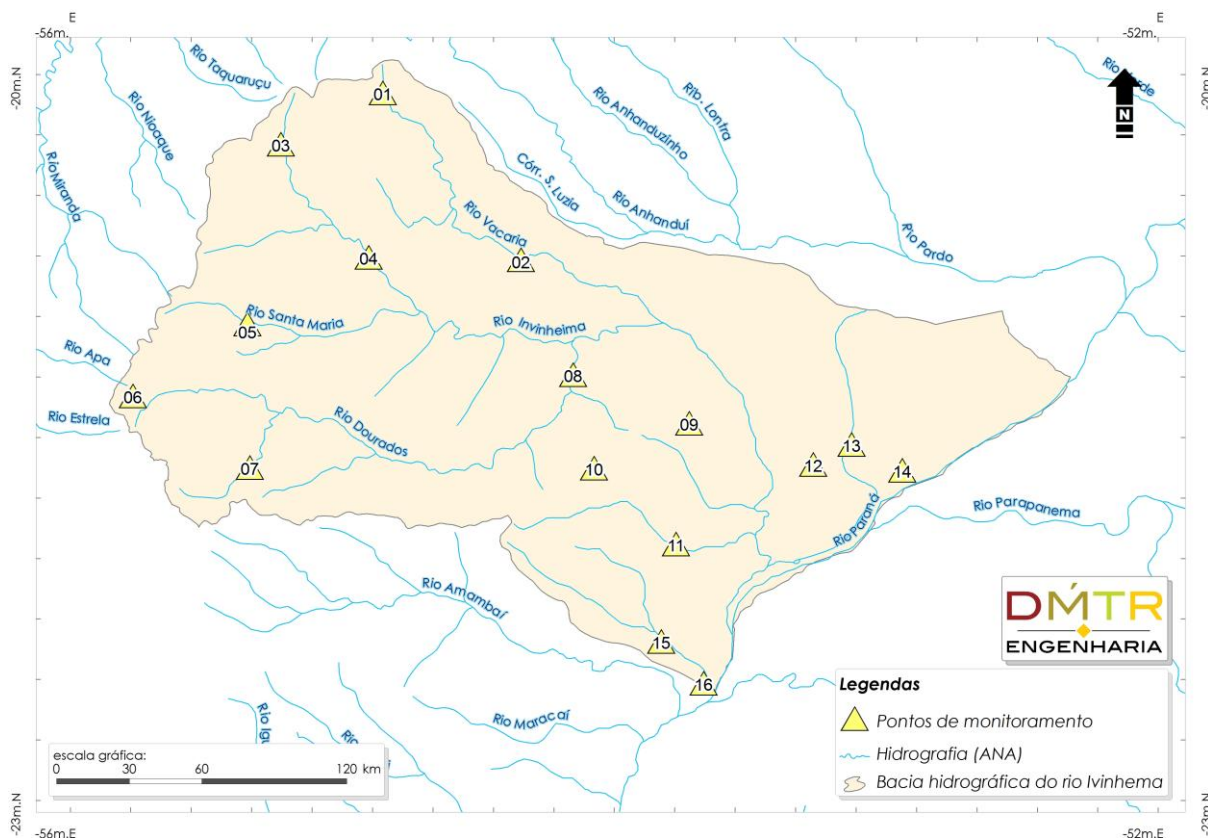 E
E
-56m.
-52m.
-20m.N
-20m.N
Rio Taquaruçu
Rio Nioaque
Rio Miranda
Rio Anhanduzinho
Rib. Lontra
N
01
03
Córr. S. Luzia
Rio Anhanduí
Rio Vacaria
Rio Pardo
04
02
Rio Santa Maria
05
Rio Invinheima
Rio Apa
08
06
Rio Estrela
Rio Dourados
09
07
10
12
13
14
Rio Paraná
Rio Parapanema
11
Rio Amambaí
15
16
Rio Maracaí
DMTR
ENGENHARIA
Legendas
Pontos de monitoramento
Hidrografia (ANA)
Bacia hidrográfica do rio Ivinhema
escala gráfica:
0 30 60 120 km
-23m.N
-23m.N
-56m.E
-52m.E